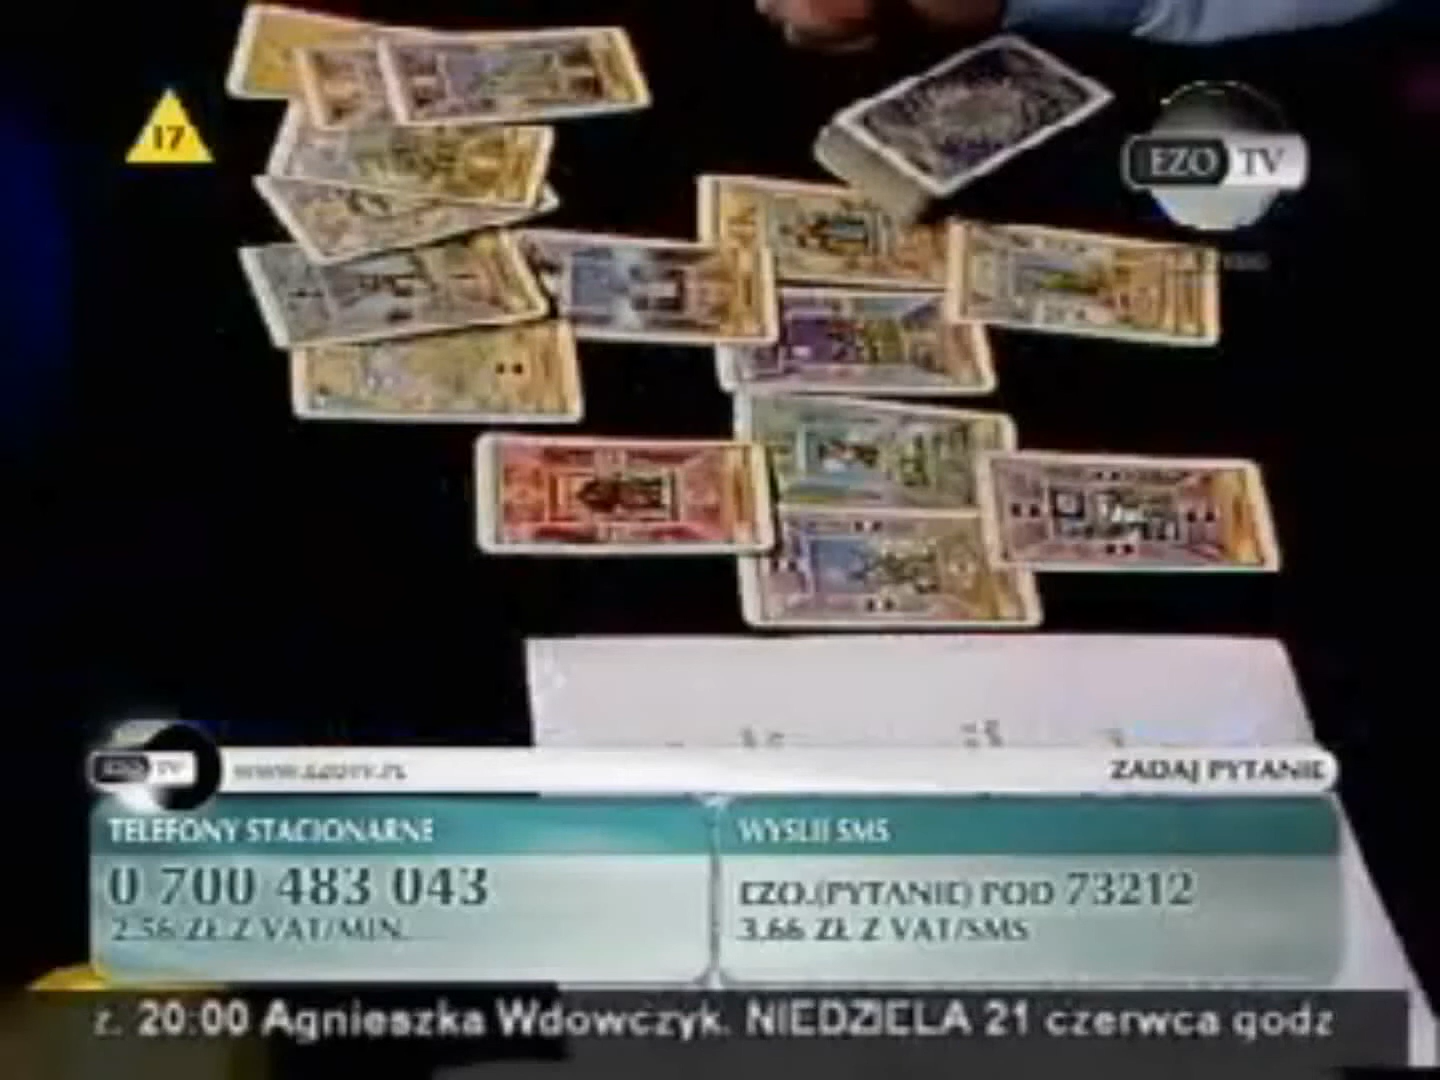 17
EZO TV
EZO TV
www.ezotv.pl
ZADAJ PYTANIE
TELEFONY STACJONARNE
0 700 483 043
2.56 ZŁ Z VAT/MIN.
WYŚLIJ SMS
EZO.(PYTANIE) POD 73212
3.66 ZŁ Z VAT/SMS
z. 20:00 Agnieszka Wdowczyk. NIEDZIELA 21 czerwca godz